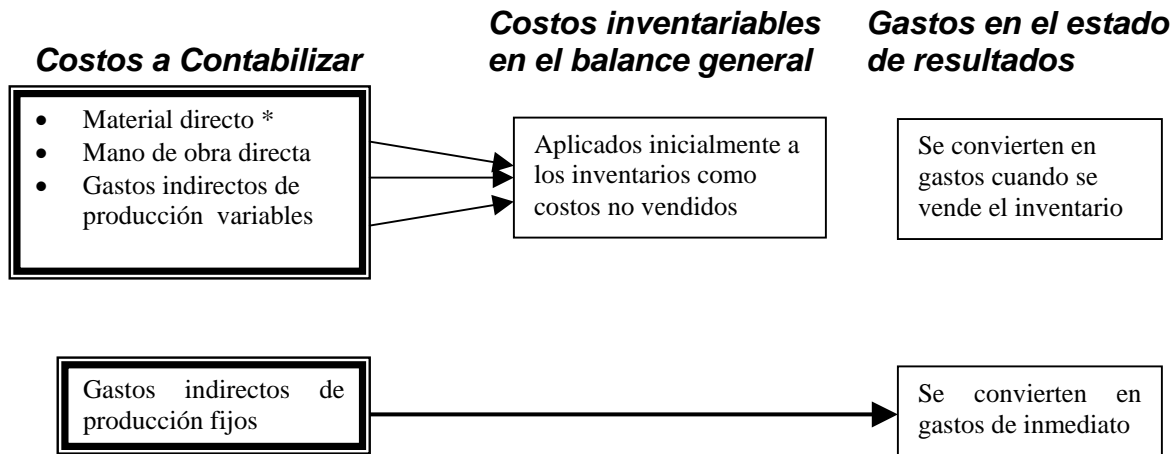 Costos a Contabilizar
Costos inventariables
en el balance general
Gastos en el estado
de resultados
• Material directo *
• Mano de obra directa
• Gastos indirectos de
producción variables
Aplicados inicialmente a
los inventarios como
costos no vendidos
Se convierten en
gastos cuando se
vende el inventario
Gastos indirectos de
producción fijos
Se convierten en
gastos de inmediato